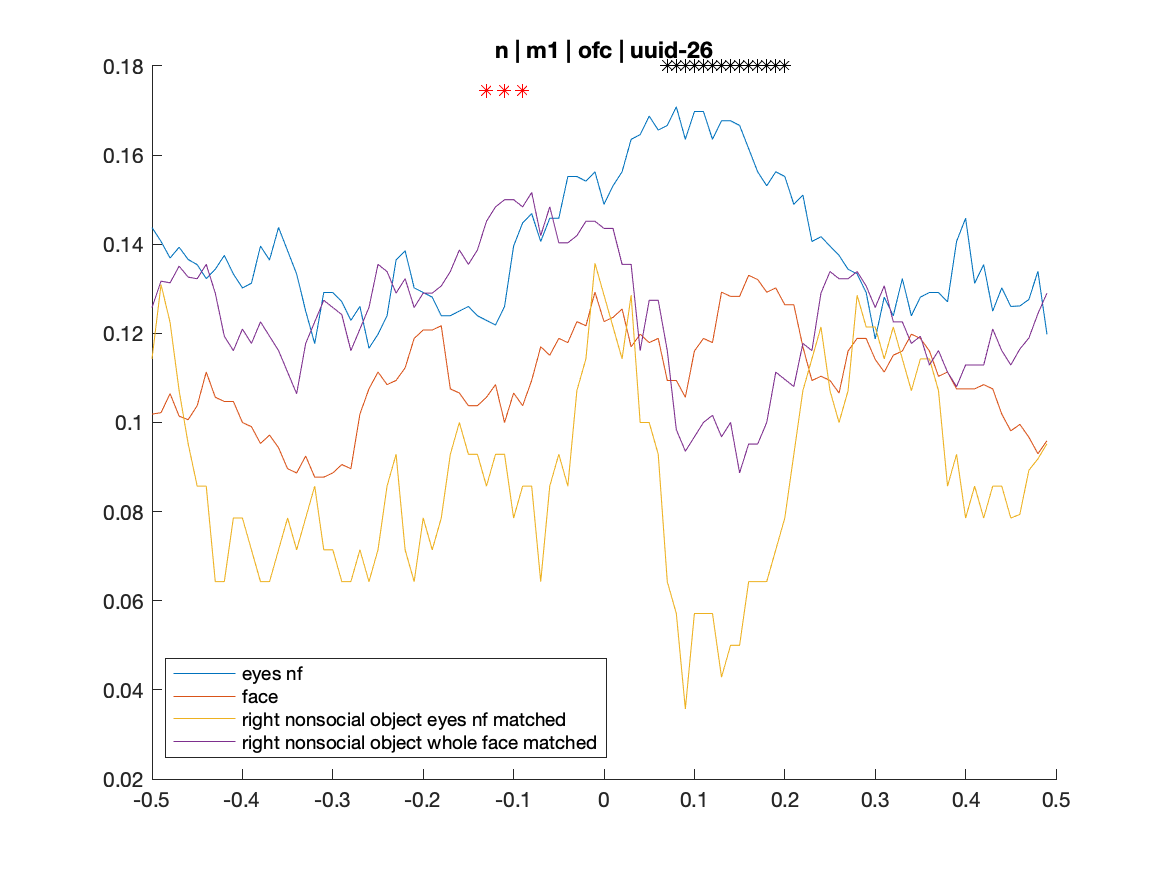 n | m1 | ofc | uuid-26
0.18
0.16
0.14
0.12
0.1
0.08
0.06
0.04
0.02
eyes nf
face
right nonsocial object eyes nf matched
right nonsocial object whole face matched
-0.5 -0.4 -0.3 -0.2 -0.1 0 0.1 0.2 0.3 0.4 0.5